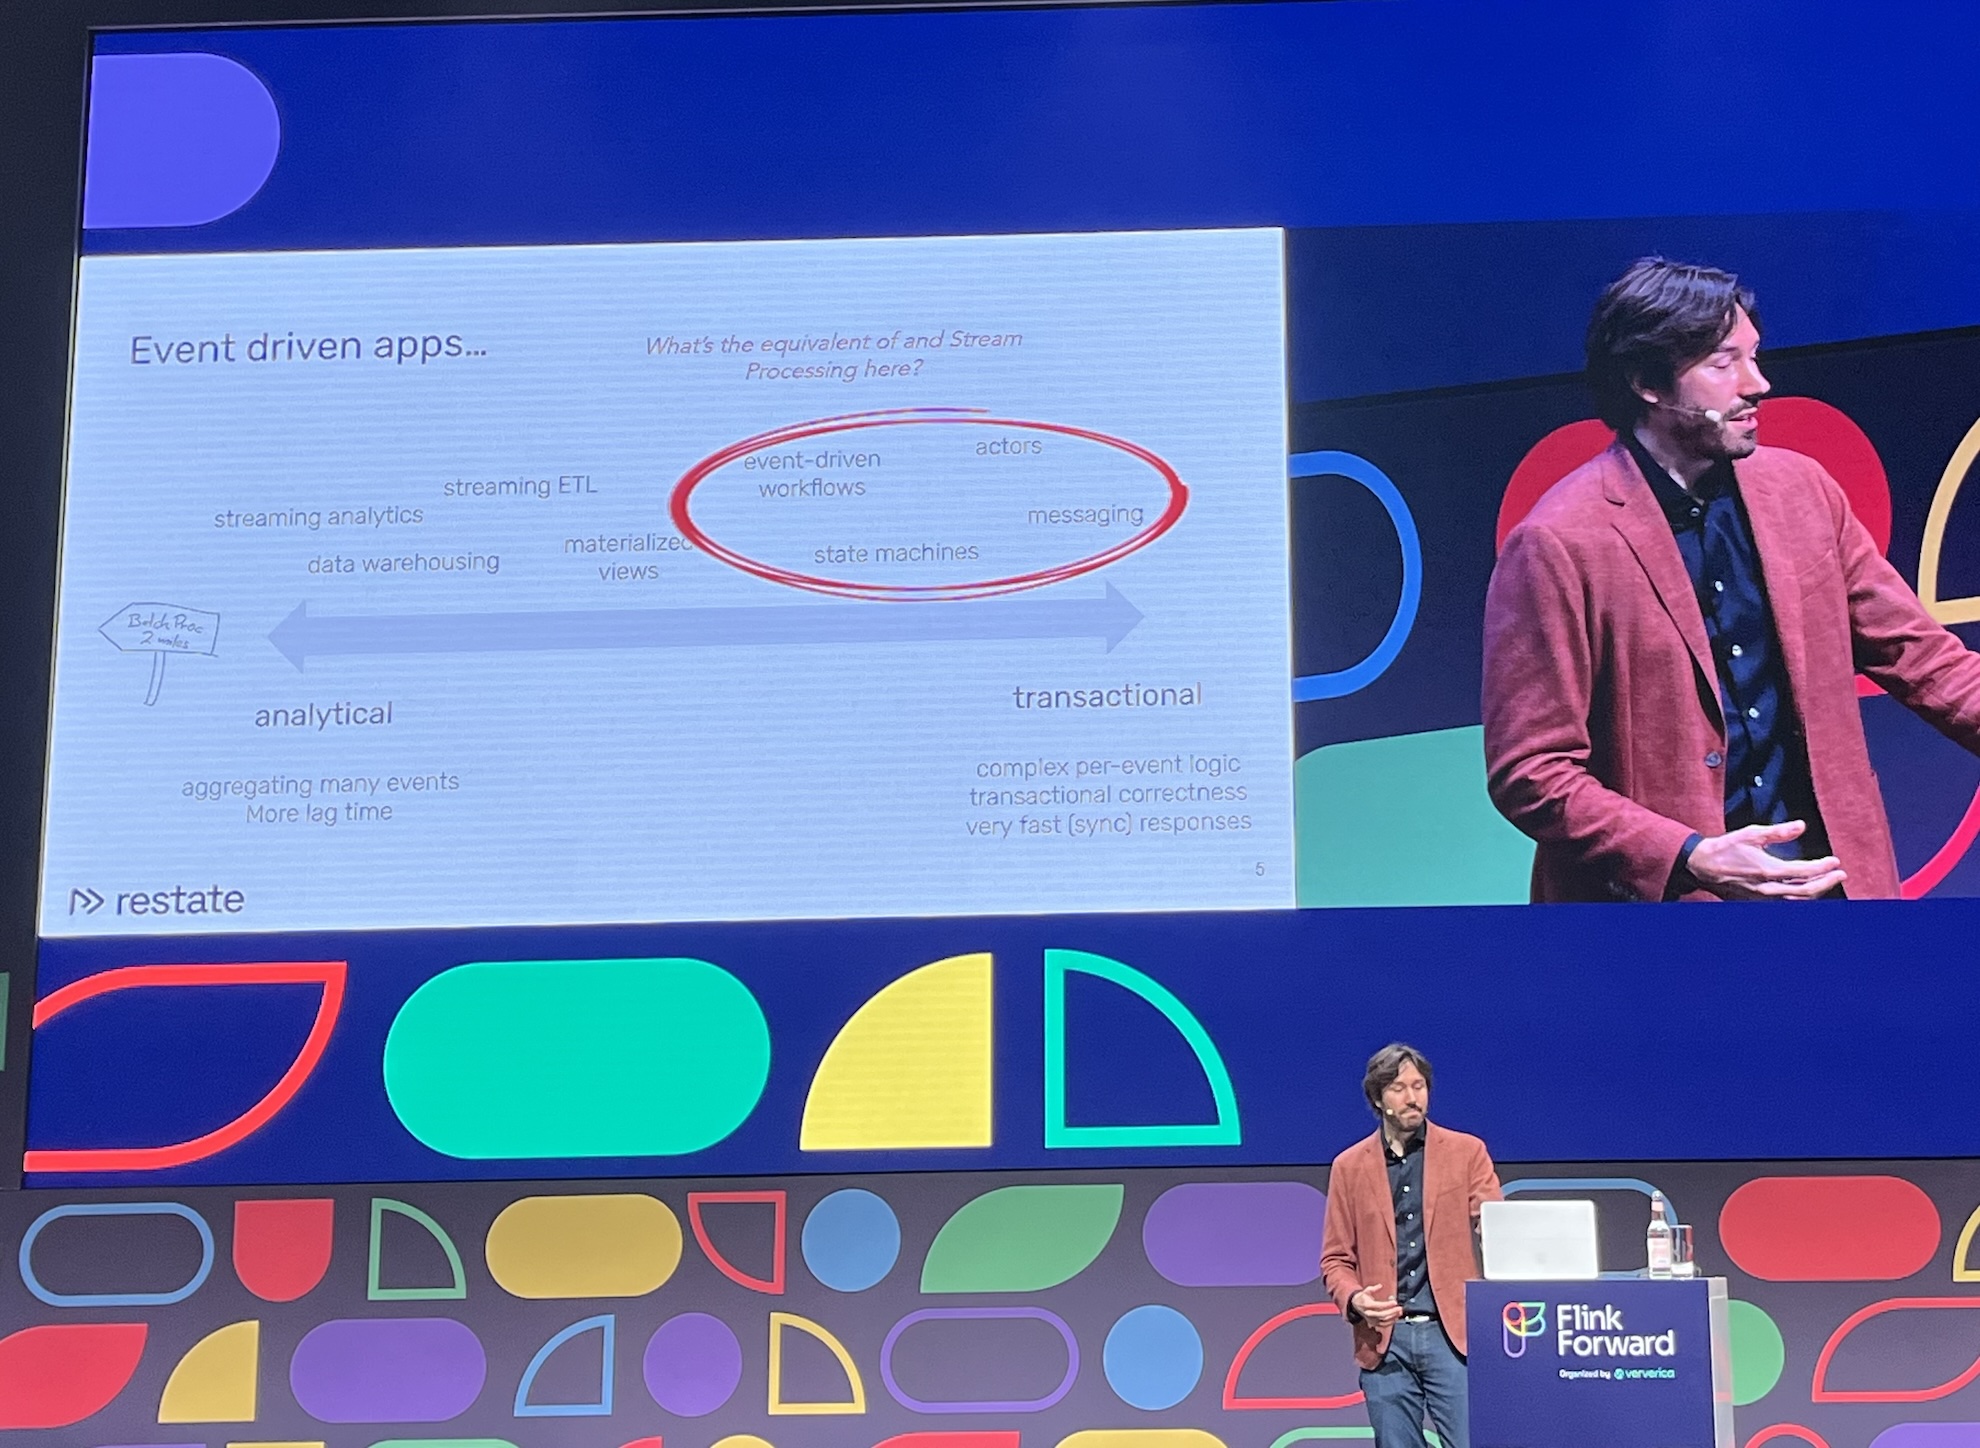 Event driven apps...
What's the equivalent of and Stream
Processing here?
event-driven
workflows
actors
streaming ETL
streaming analytics
messaging
materialized
views
state machines
data warehousing
Batch Proc
2 miles
analytical
transactional
aggregating many events
More lag time
complex per-event logic
transactional correctness
very fast (sync) responses
5
restate
Flink
Forward
Organized by ververica